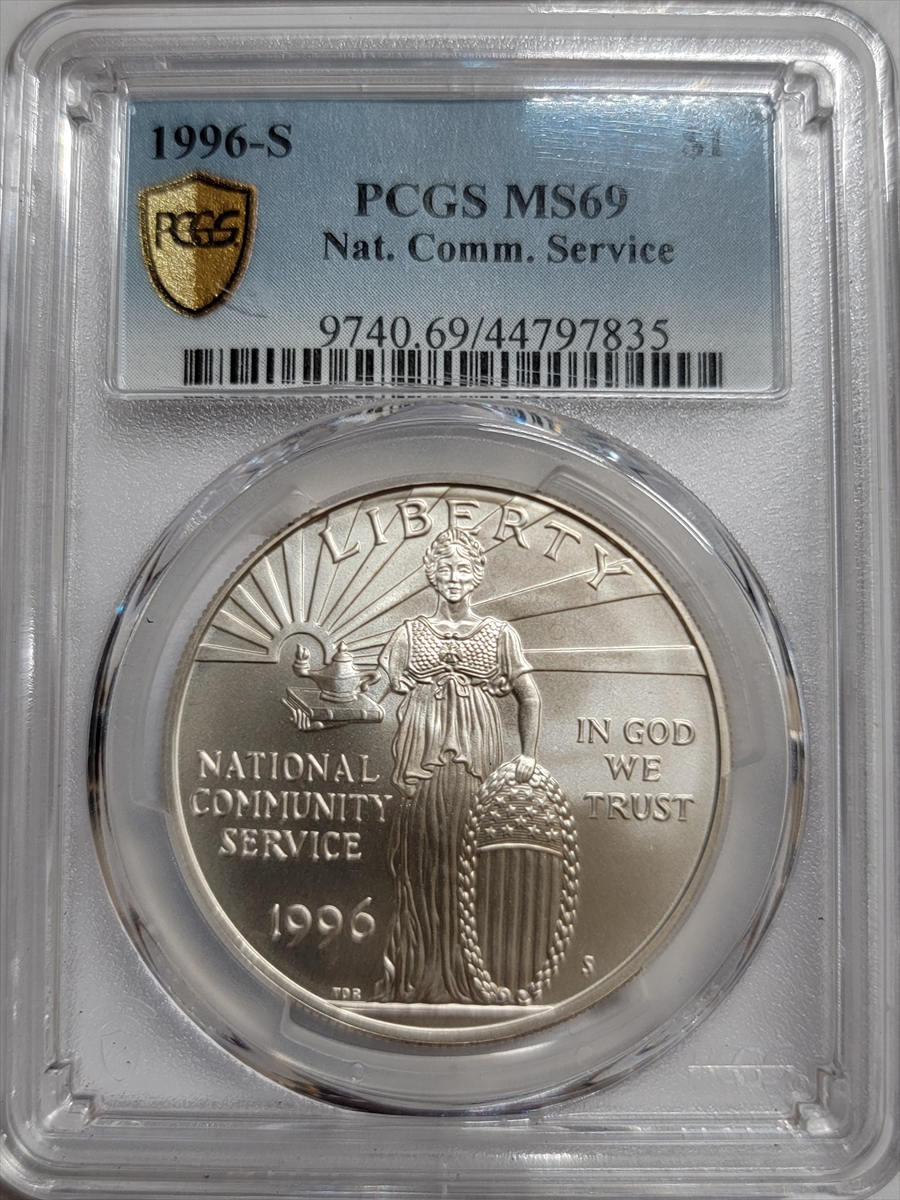 1996-S $1
PCGS MS69
PCGS
Nat. Comm. Service
9740.69/44797835
LIBERTY
NATIONAL
COMMUNITY
SERVICE
IN GOD
WE
TRUST
1996
S
TDR